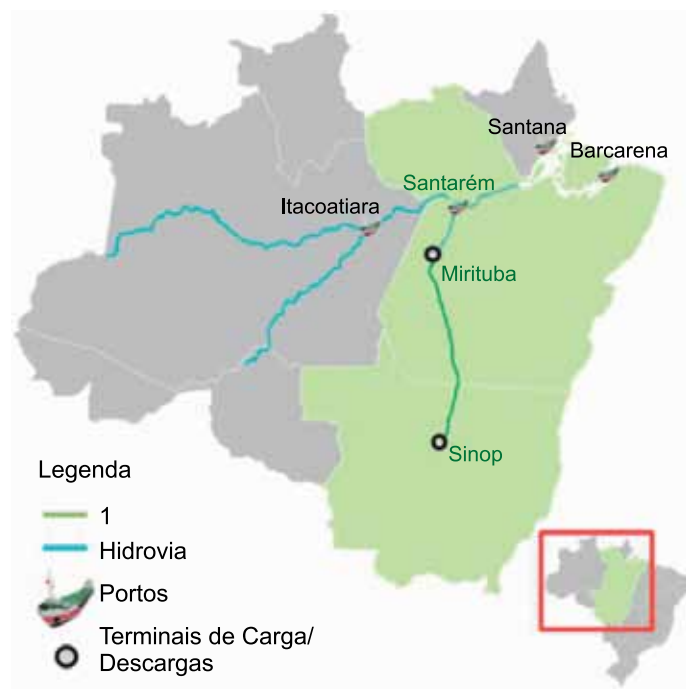 Santana
Barcarena
Santarém
Itacoatiara
Mirituba
Sinop
Legenda
1
Hidrovia
Portos
Terminais de Carga/
Descargas